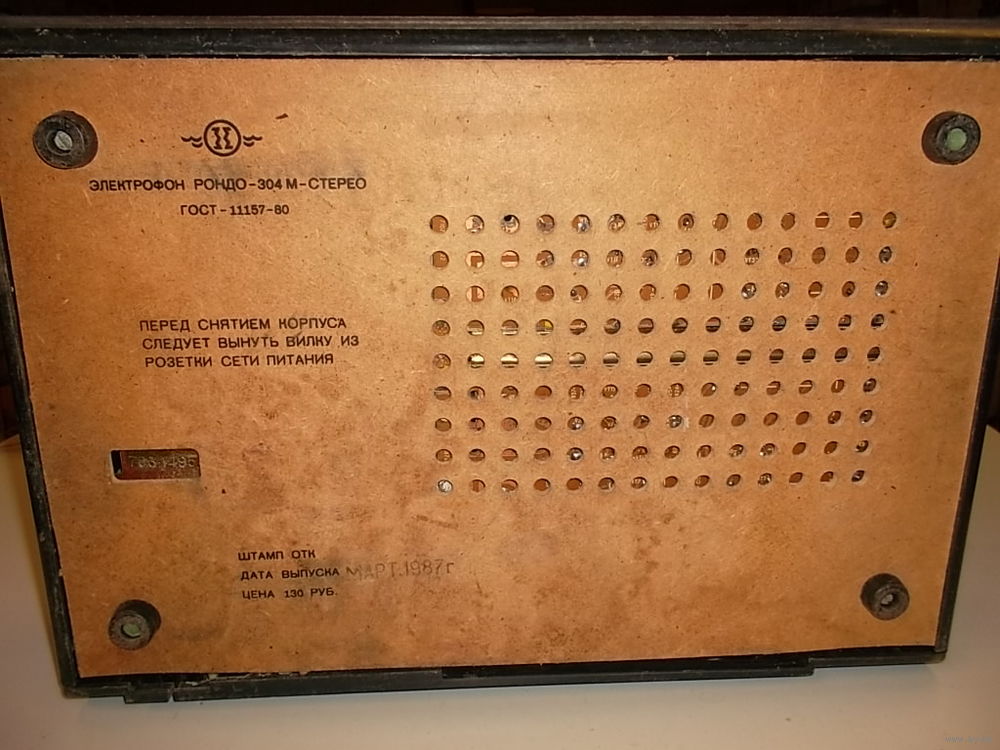 ЭЛЕКТРОФОН РОНДО-304 М-СТЕРЕО
ГОСТ-11157-80
ПЕРЕД СНЯТИЕМ КОРПУСА
СЛЕДУЕТ ВЫНУТЬ ВИЛКУ ИЗ
РОЗЕТКИ СЕТИ ПИТАНИЯ
ШТАМП ОТК
ДАТА ВЫПУСКА МАРТ.1987г
ЦЕНА 130 РУБ.